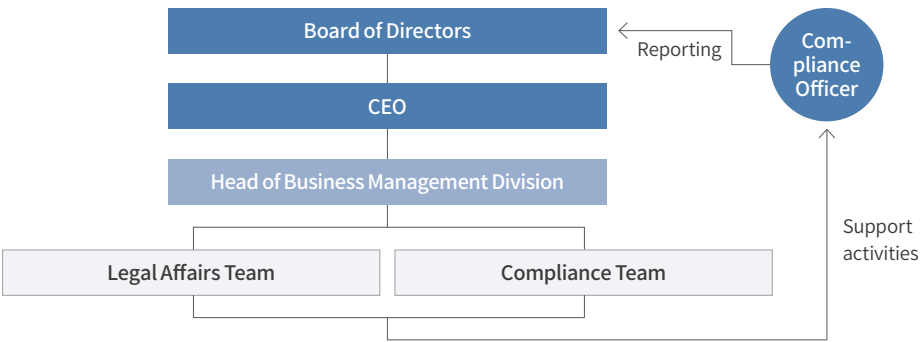 Board of Directors
Reporting
Com-
pliance
Officer
CEO
Head of Business Management Division
Support
activities
Legal Affairs Team
Compliance Team